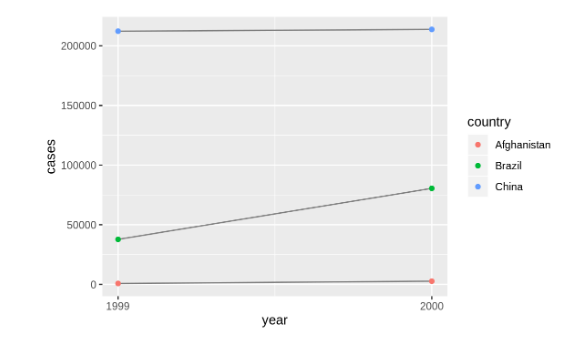 200000
150000
100000
50000
0
cases
1999
2000
year
country
Afghanistan
Brazil
China